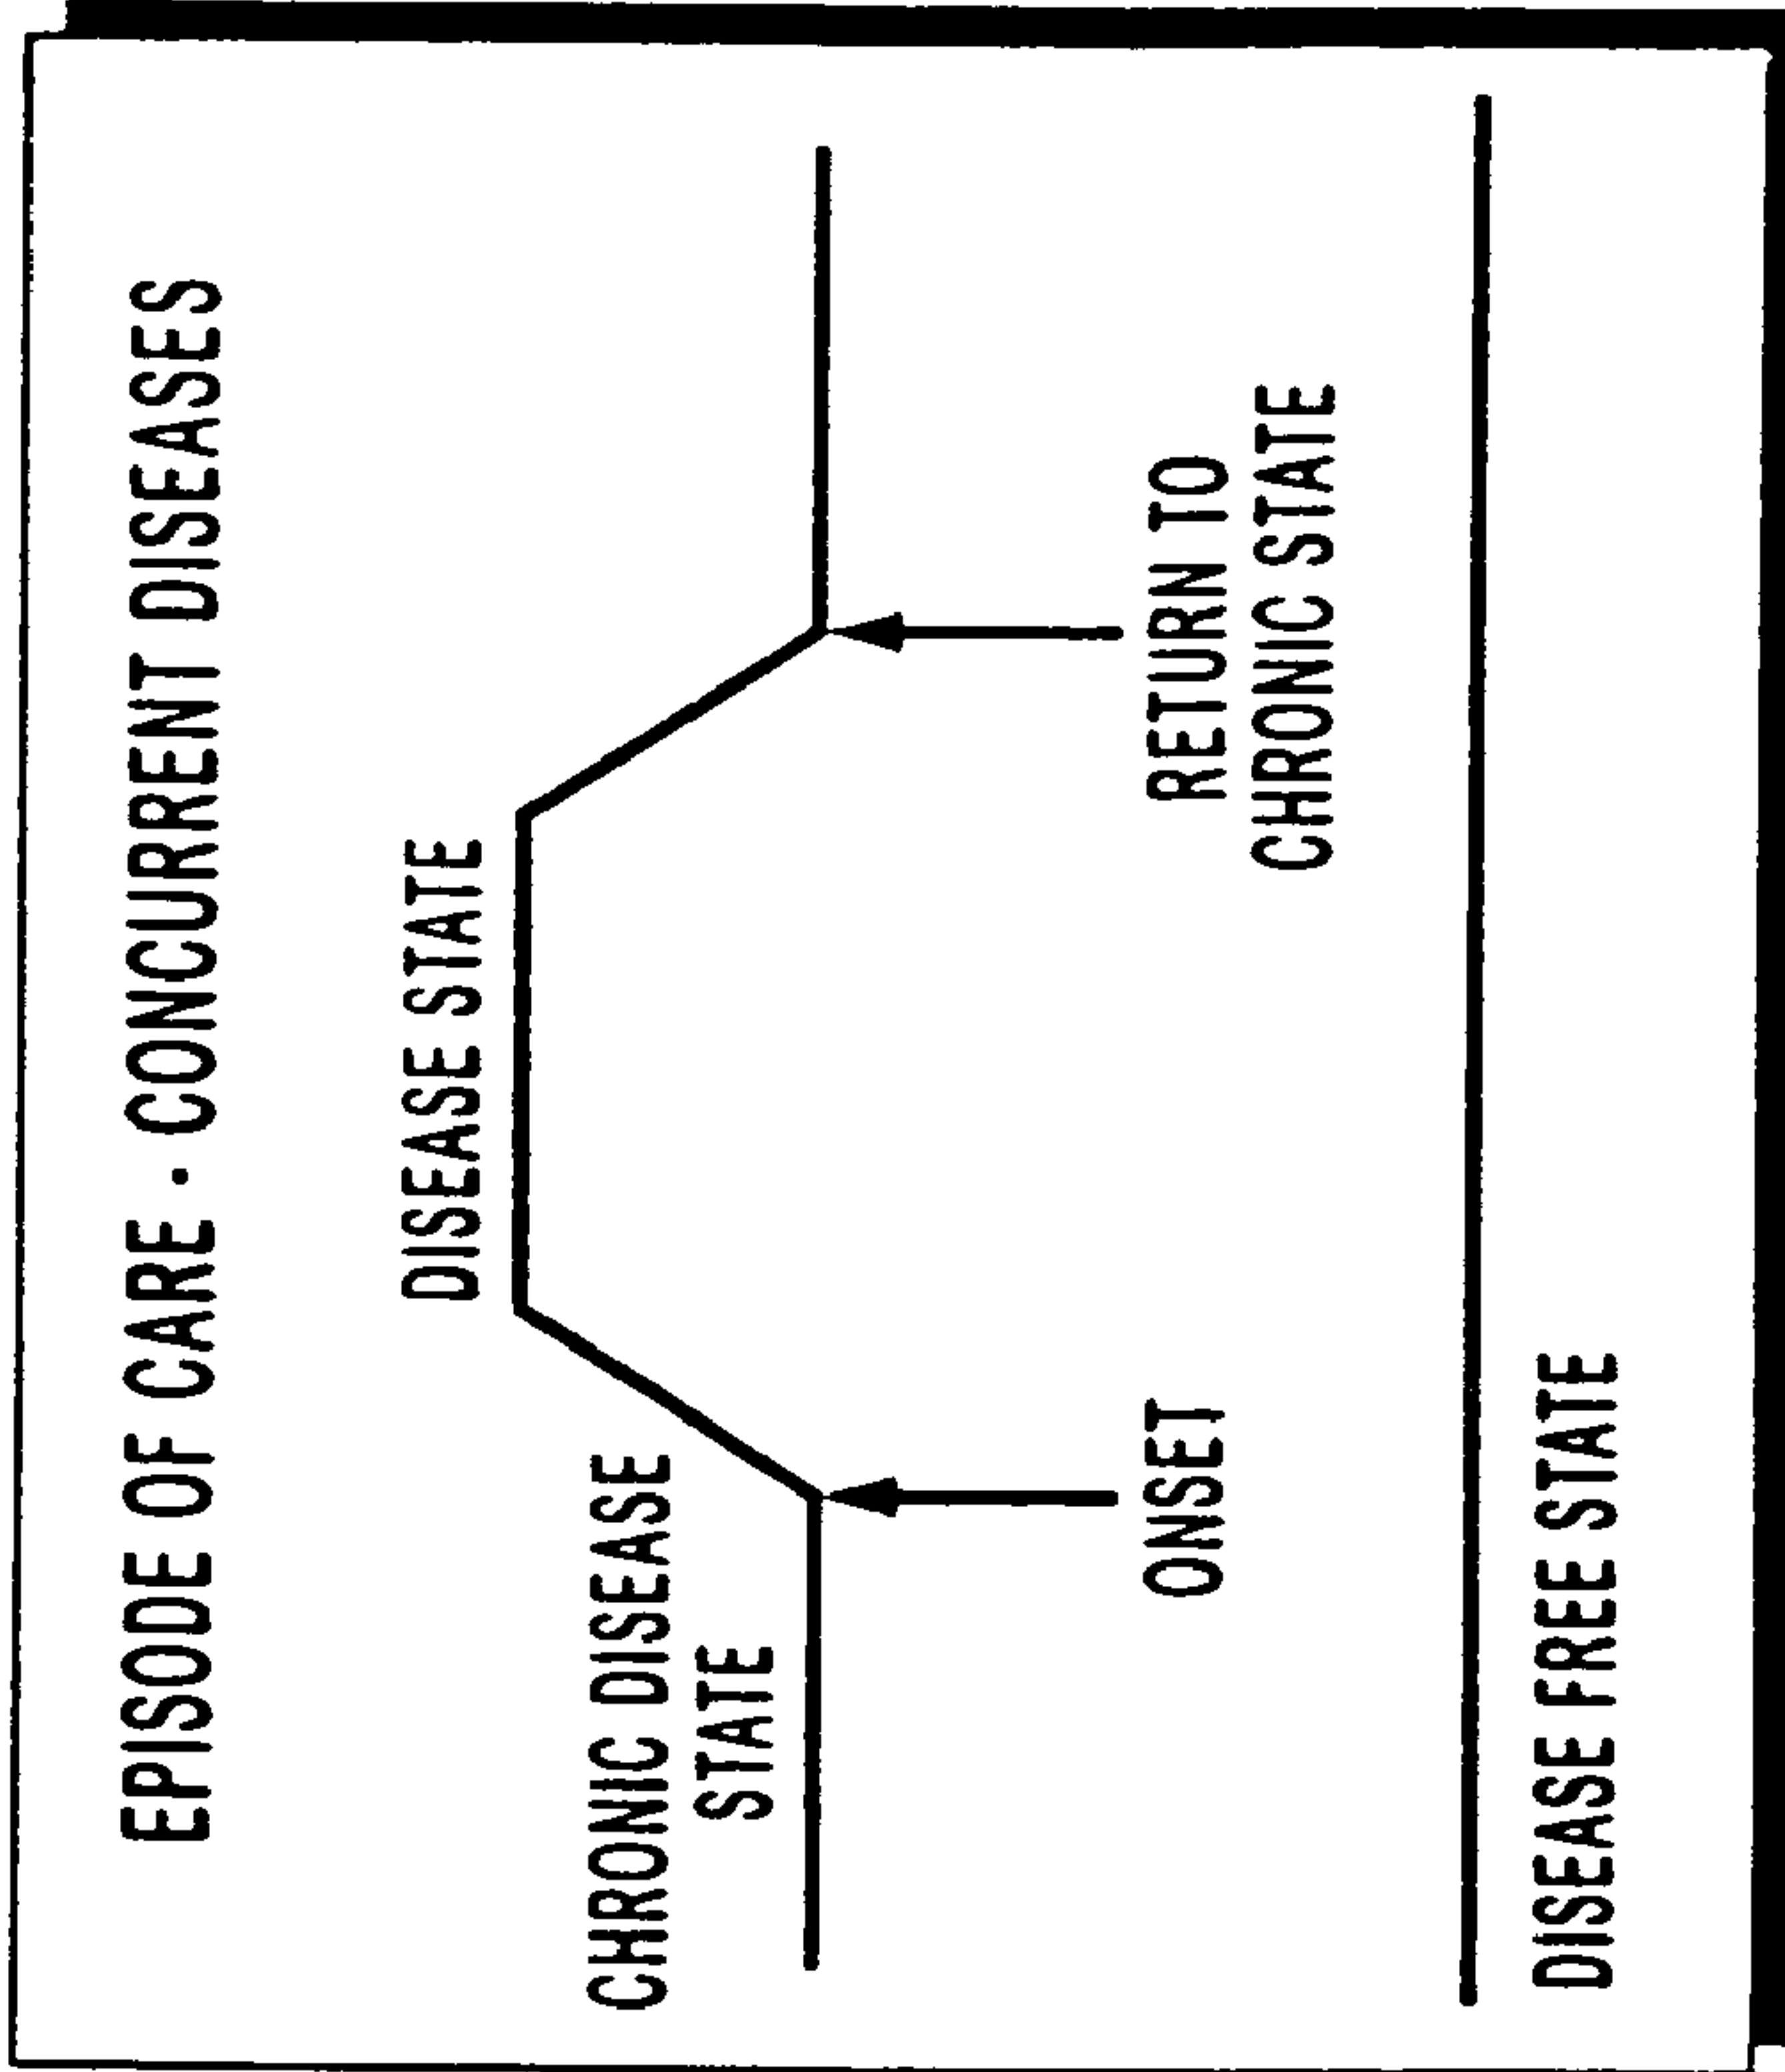 EPISODE OF CARE · CONCURRENT DISEASES
DISEASE STATE
CHRONIC DISEASE
STATE
ONSET
RETURN TO
CHRONIC STATE
DISEASE FREE STATE